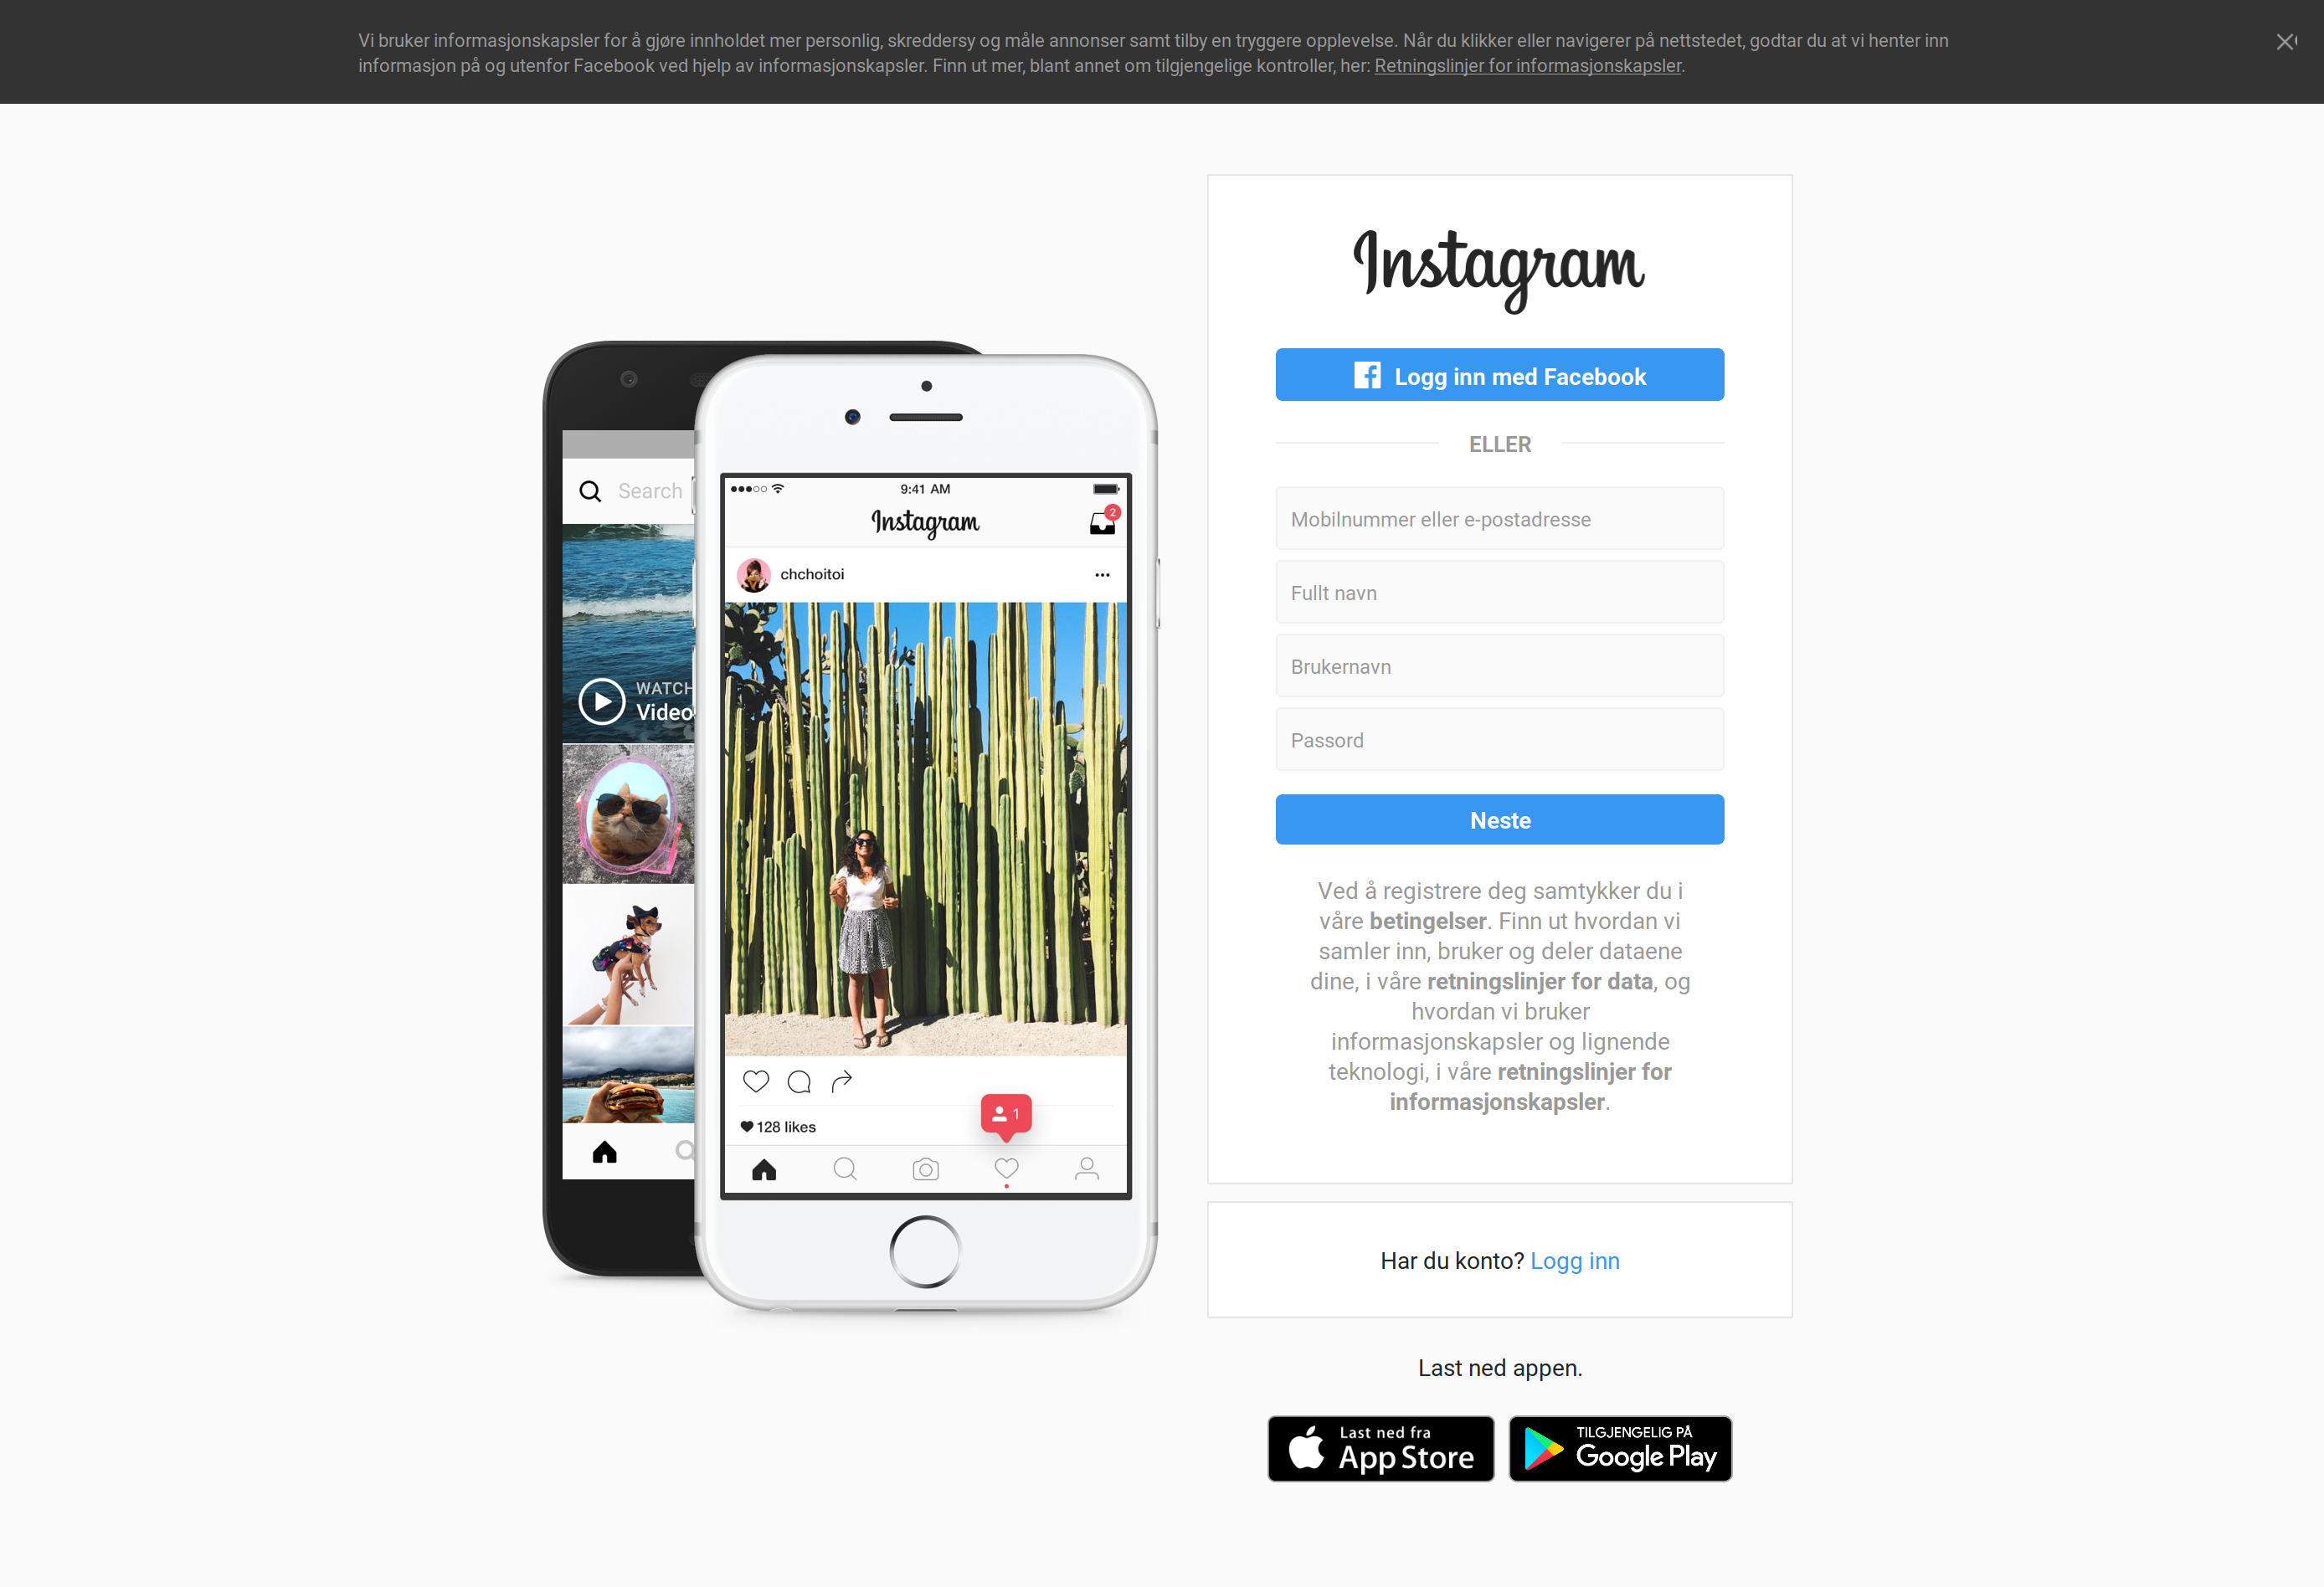 Vi bruker informasjonskapsler for å gjøre innholdet mer personlig, skreddersy og måle annonser samt tilby en tryggere opplevelse. Når du klikker eller navigerer på nettstedet, godtar du at vi henter inn
informasjon på og utenfor Facebook ved hjelp av informasjonskapsler. Finn ut mer, blant annet om tilgjengelige kontroller, her: Retningslinjer for informasjonskapsler.
Search
WATCH
Video
9:41 AM
Instagram
2
chchoitoi
1
128 likes
Instagram
Logg inn med Facebook
ELLER
Mobilnummer eller e-postadresse
Fullt navn
Brukernavn
Passord
Neste
Ved å registrere deg samtykker du i
våre betingelser. Finn ut hvordan vi
samler inn, bruker og deler dataene
dine, i våre retningslinjer for data, og
hvordan vi bruker
informasjonskapsler og lignende
teknologi, i våre retningslinjer for
informasjonskapsler.
Har du konto? Logg inn
Last ned appen.
Last ned fra
App Store
TILGJENGELIG PÅ
Google Play